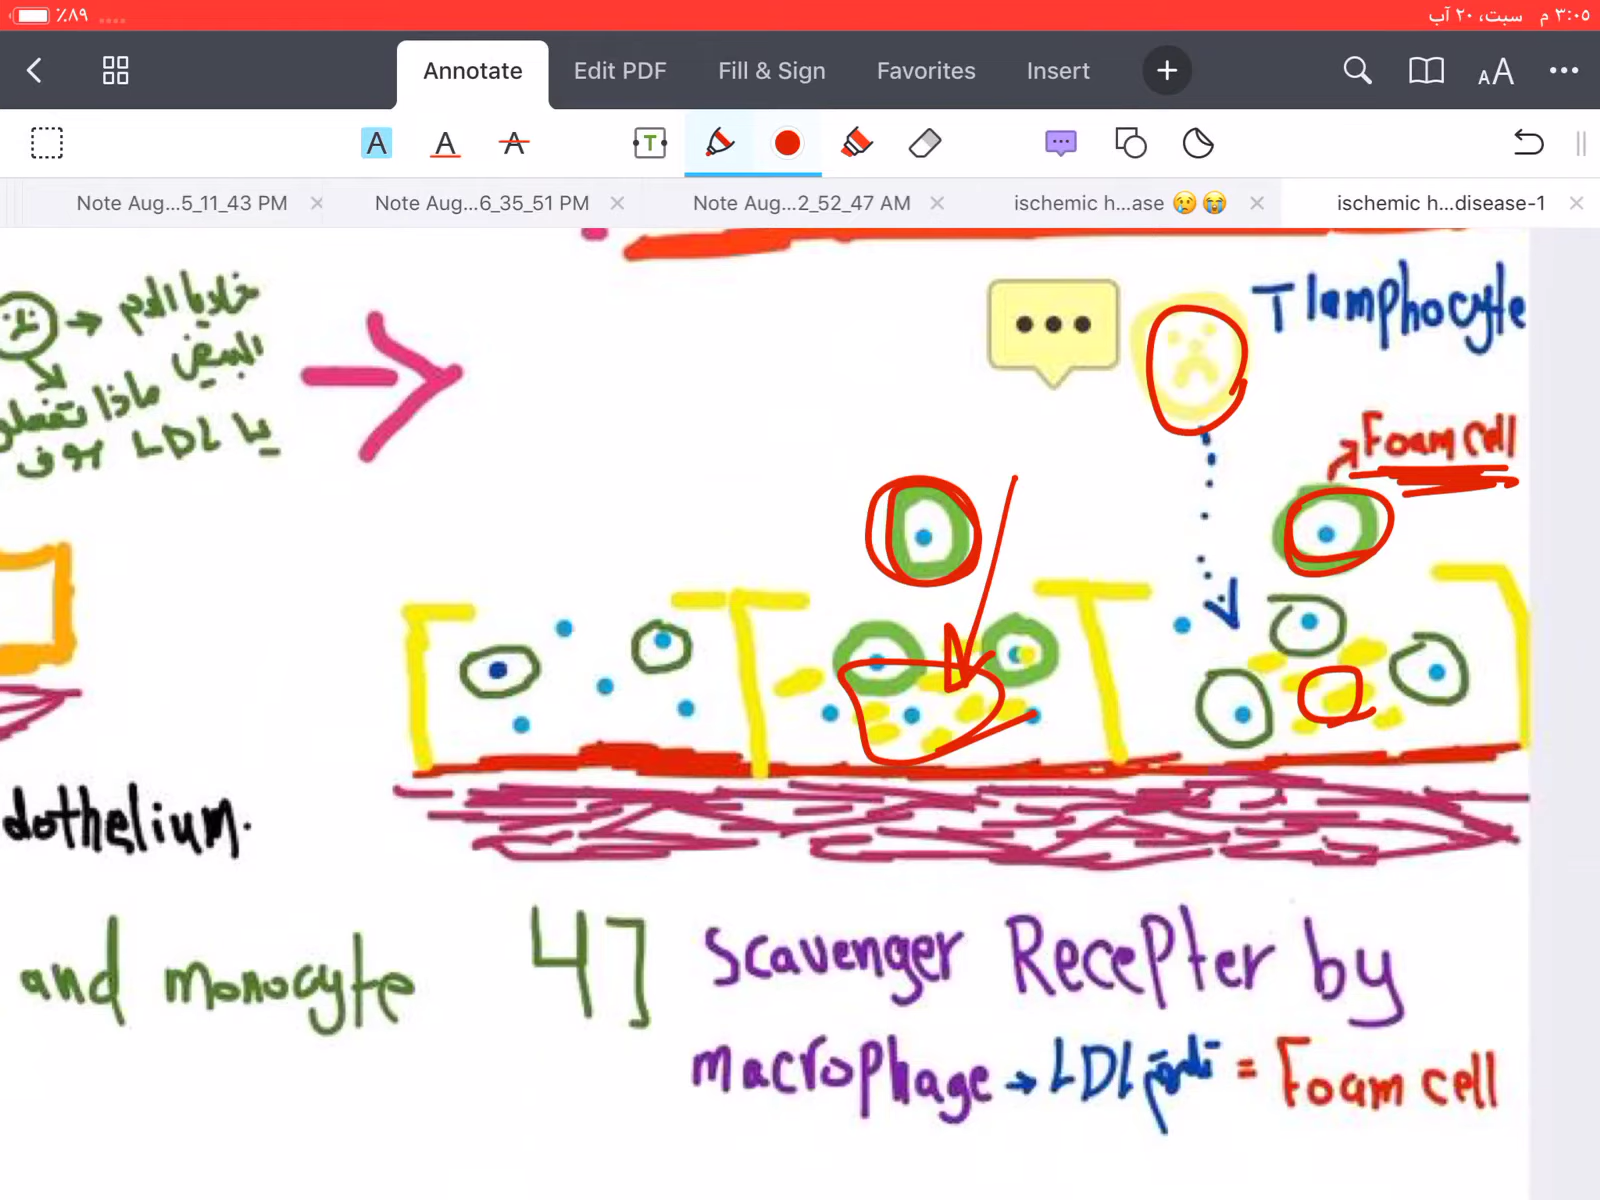 ٪٨٩
٣:٠٥ م سبت، ٢٠ آب
Annotate Edit PDF Fill & Sign Favorites Insert
Note Aug...5_11_43 PM
Note Aug...6_35_51 PM
Note Aug...2_52_47 AM
ischemic h...ase 😢😭
ischemic h...disease-1
خلايا الدم
البيض
ماذا تفعل
يا LDL
T lamphocyte
Foam cell
dothelium.
and monocyte
4] Scavenger Recepter by
macrophage → LDL = Foam cell